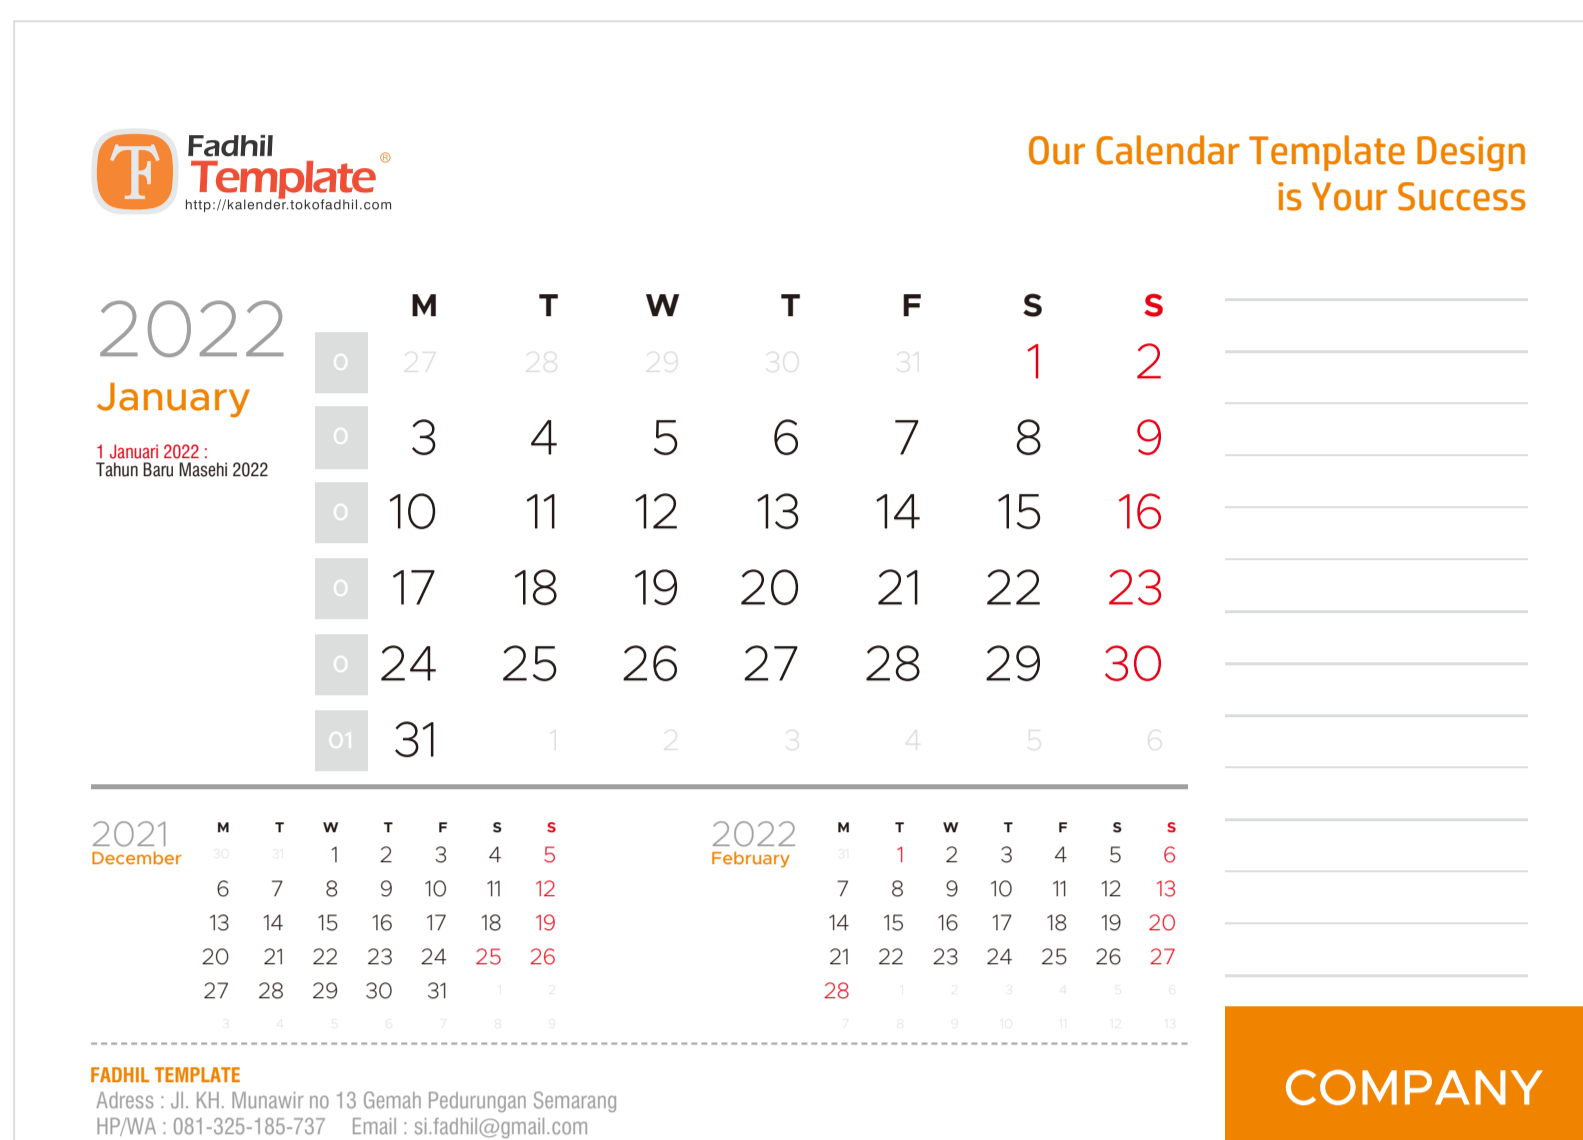 Fadhil
Template®
http://kalender.tokofadhil.com
Our Calendar Template Design
is Your Success
2022
January
1 Januari 2022 :
Tahun Baru Masehi 2022
M T W T F S S
0 27 28 29 30 31 1 2
0 3 4 5 6 7 8 9
0 10 11 12 13 14 15 16
0 17 18 19 20 21 22 23
0 24 25 26 27 28 29 30
01 31 1 2 3 4 5 6
2021
December
M T W T F S S
30 31 1 2 3 4 5
6 7 8 9 10 11 12
13 14 15 16 17 18 19
20 21 22 23 24 25 26
27 28 29 30 31 1 2
3 4 5 6 7 8 9
2022
February
M T W T F S S
31 1 2 3 4 5 6
7 8 9 10 11 12 13
14 15 16 17 18 19 20
21 22 23 24 25 26 27
28 1 2 3 4 5 6
7 8 9 10 11 12 13
FADHIL TEMPLATE
Adress : Jl. KH. Munawir no 13 Gemah Pedurungan Semarang
HP/WA : 081-325-185-737 Email : si.fadhil@gmail.com
COMPANY